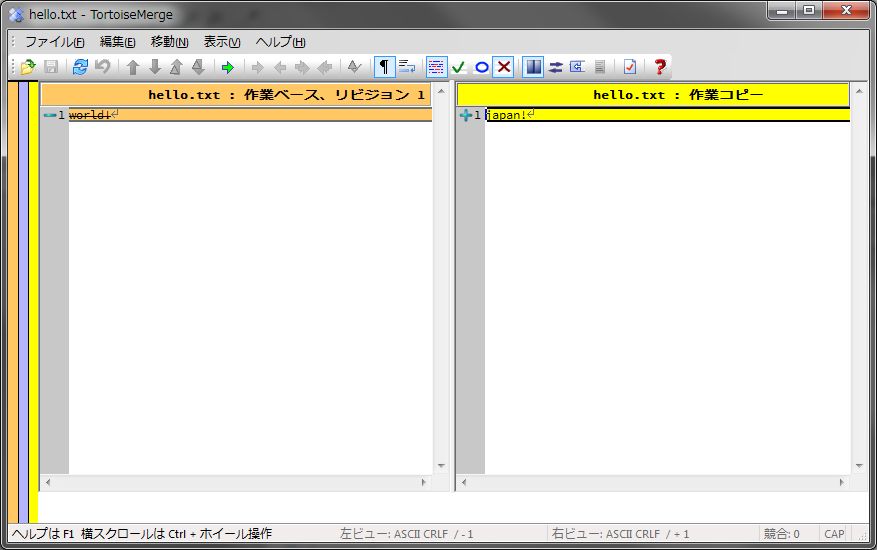 hello.txt - TortoiseMerge
ファイル(F) 編集(E) 移動(N) 表示(V) ヘルプ(H)
hello.txt : 作業ベース、リビジョン 1
hello.txt : 作業コピー
1 world!
1 japan!
ヘルプは F1 横スクロールは Ctrl + ホイール操作
左ビュー: ASCII CRLF / - 1
右ビュー: ASCII CRLF / + 1
競合: 0
CAP